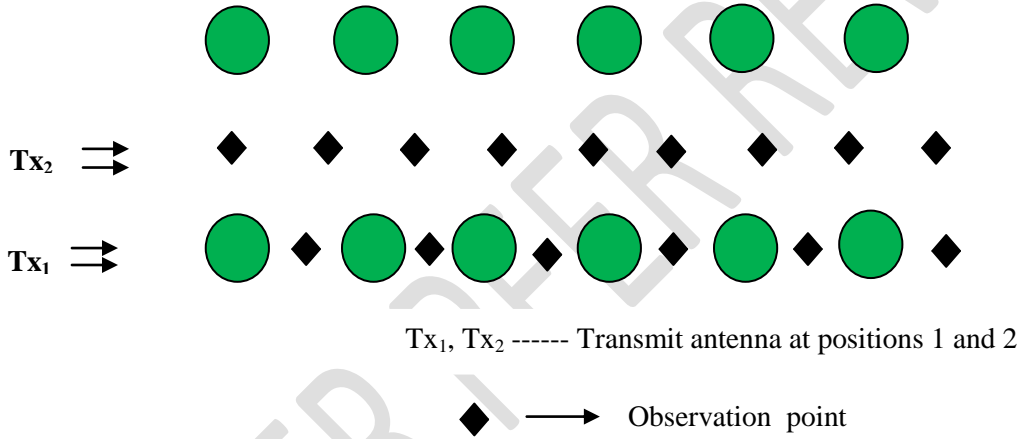 Tx₂
Tx₁
Tx₁, Tx₂ ------ Transmit antenna at positions 1 and 2
Observation point